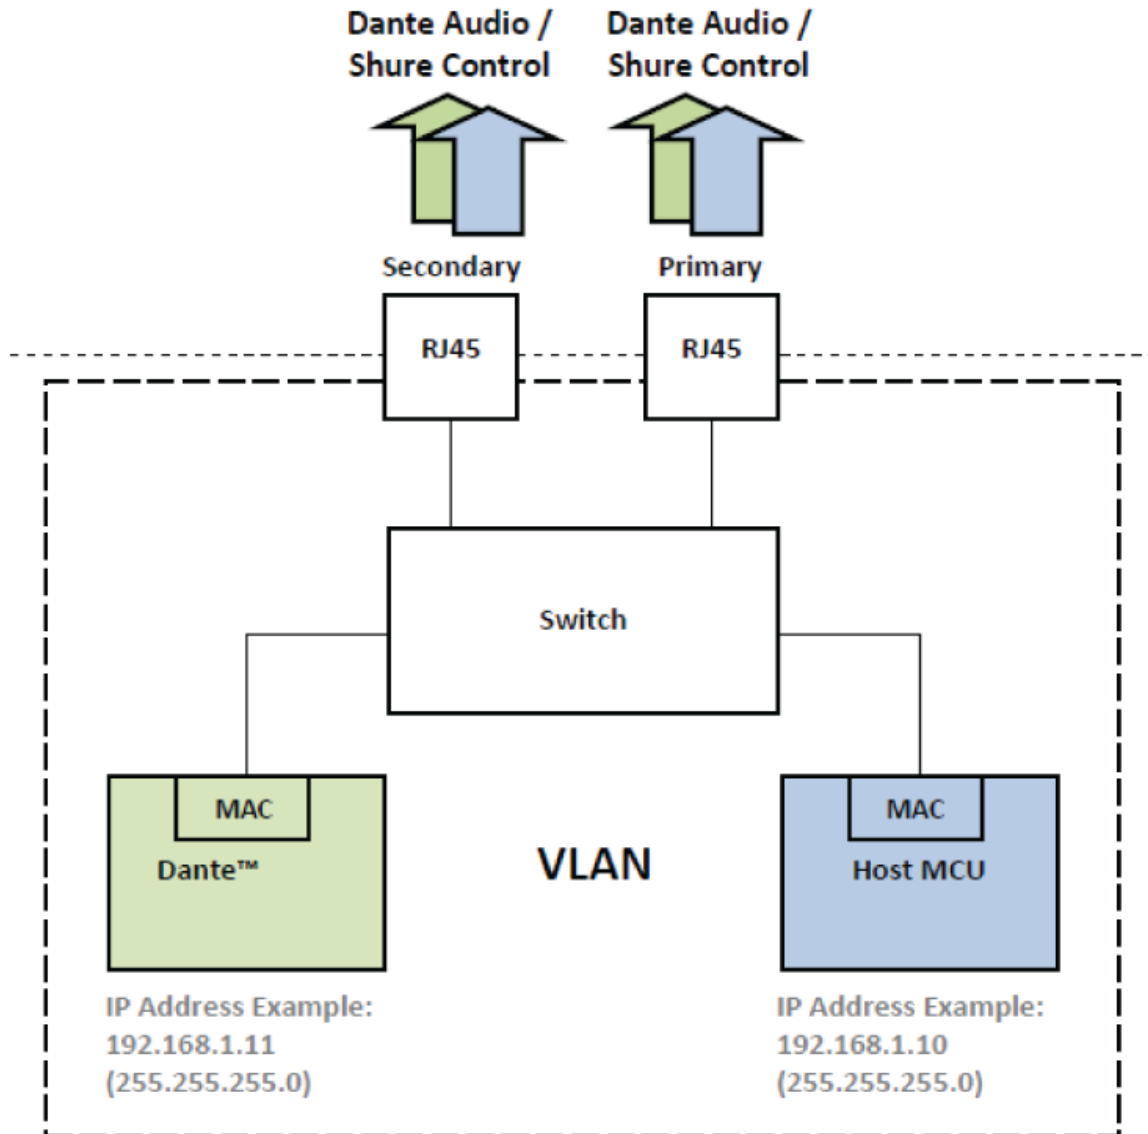 Dante Audio /
Shure Control
Dante Audio /
Shure Control
Secondary
Primary
RJ45
RJ45
Switch
MAC
Dante™
VLAN
MAC
Host MCU
IP Address Example:
192.168.1.11
(255.255.255.0)
IP Address Example:
192.168.1.10
(255.255.255.0)